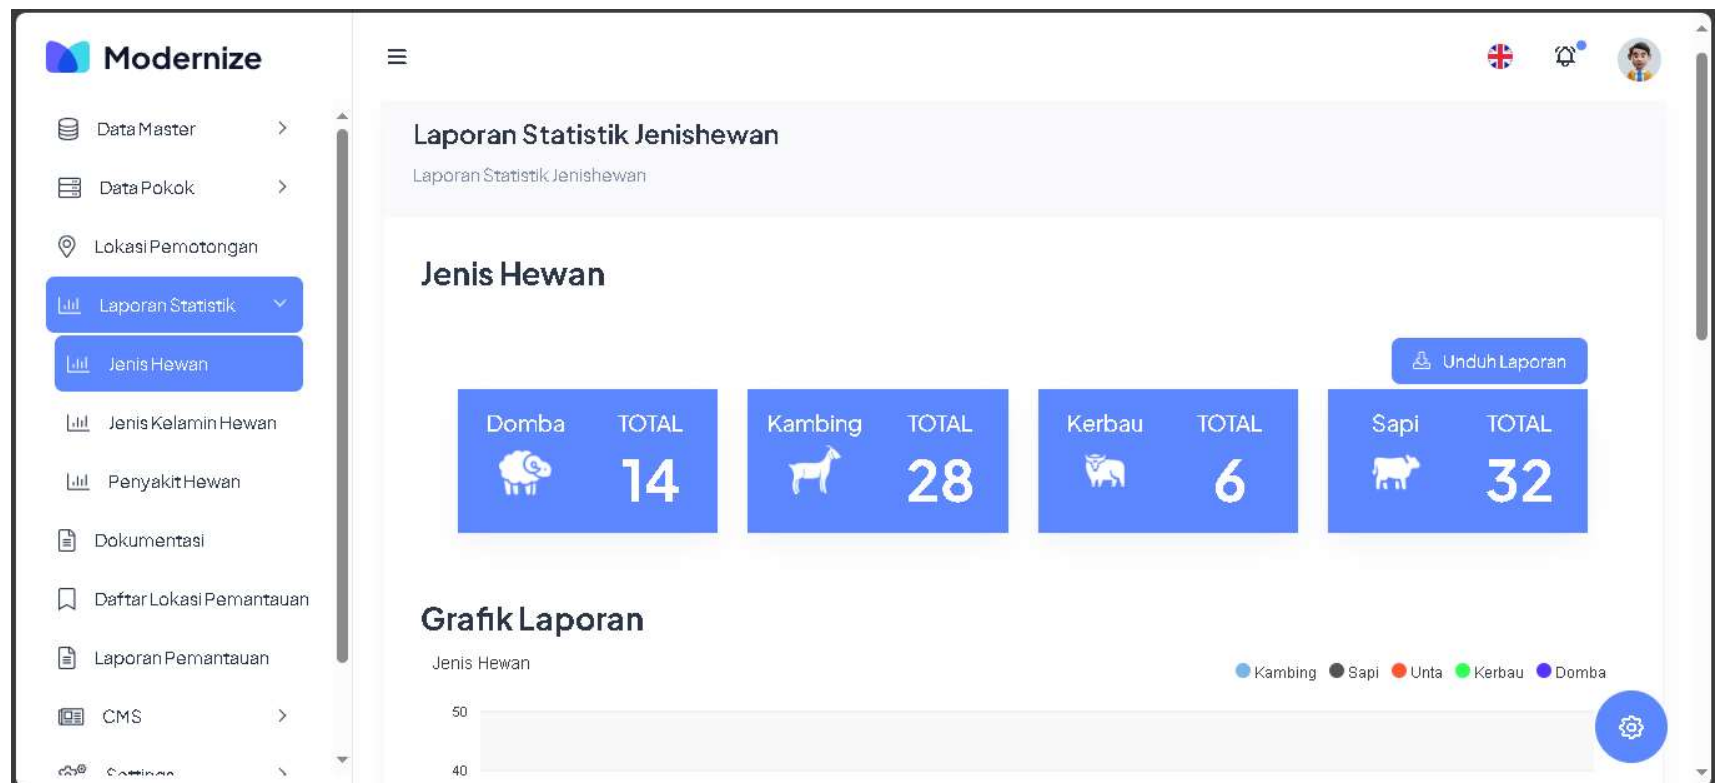 Modernize
Data Master
Data Pokok
Lokasi Pemotongan
Laporan Statistik
Jenis Hewan
Jenis Kelamin Hewan
Penyakit Hewan
Dokumentasi
Daftar Lokasi Pemantauan
Laporan Pemantauan
CMS
Settings
Laporan Statistik Jenishewan
Laporan Statistik Jenishewan
Jenis Hewan
Unduh Laporan
Domba TOTAL
14
Kambing TOTAL
28
Kerbau TOTAL
6
Sapi TOTAL
32
Grafik Laporan
Jenis Hewan
Kambing Sapi Unta Kerbau Domba
50
40